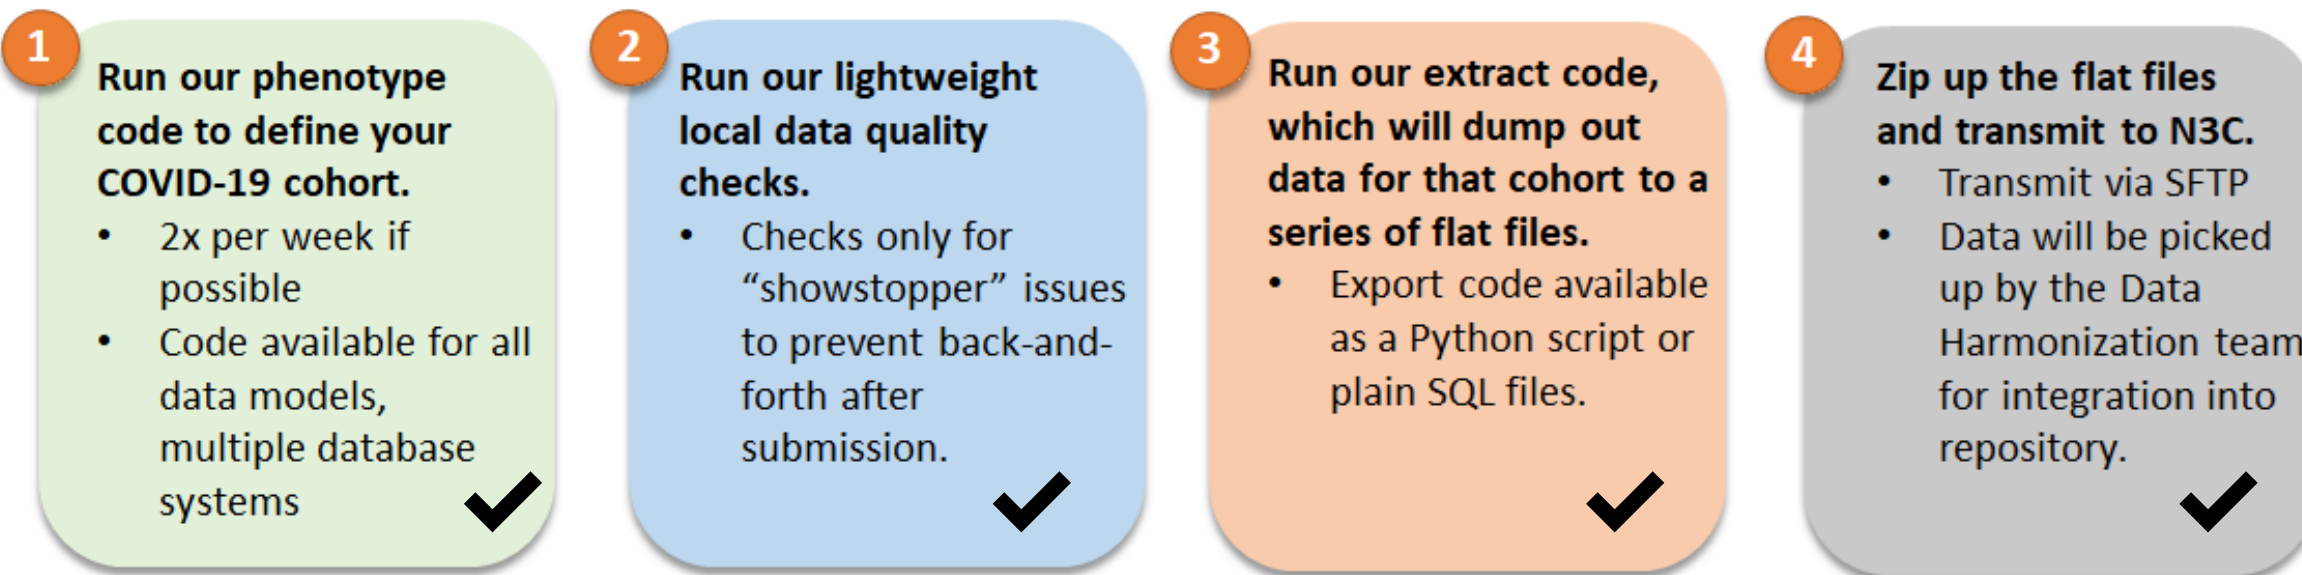 1
Run our phenotype
code to define your
COVID-19 cohort.
• 2x per week if
possible
• Code available for all
data models,
multiple database
systems
2
Run our lightweight
local data quality
checks.
• Checks only for
“showstopper” issues
to prevent back-and-
forth after
submission.
3
Run our extract code,
which will dump out
data for that cohort to a
series of flat files.
• Export code available
as a Python script or
plain SQL files.
4
Zip up the flat files
and transmit to N3C.
• Transmit via SFTP
• Data will be picked
up by the Data
Harmonization team
for integration into
repository.